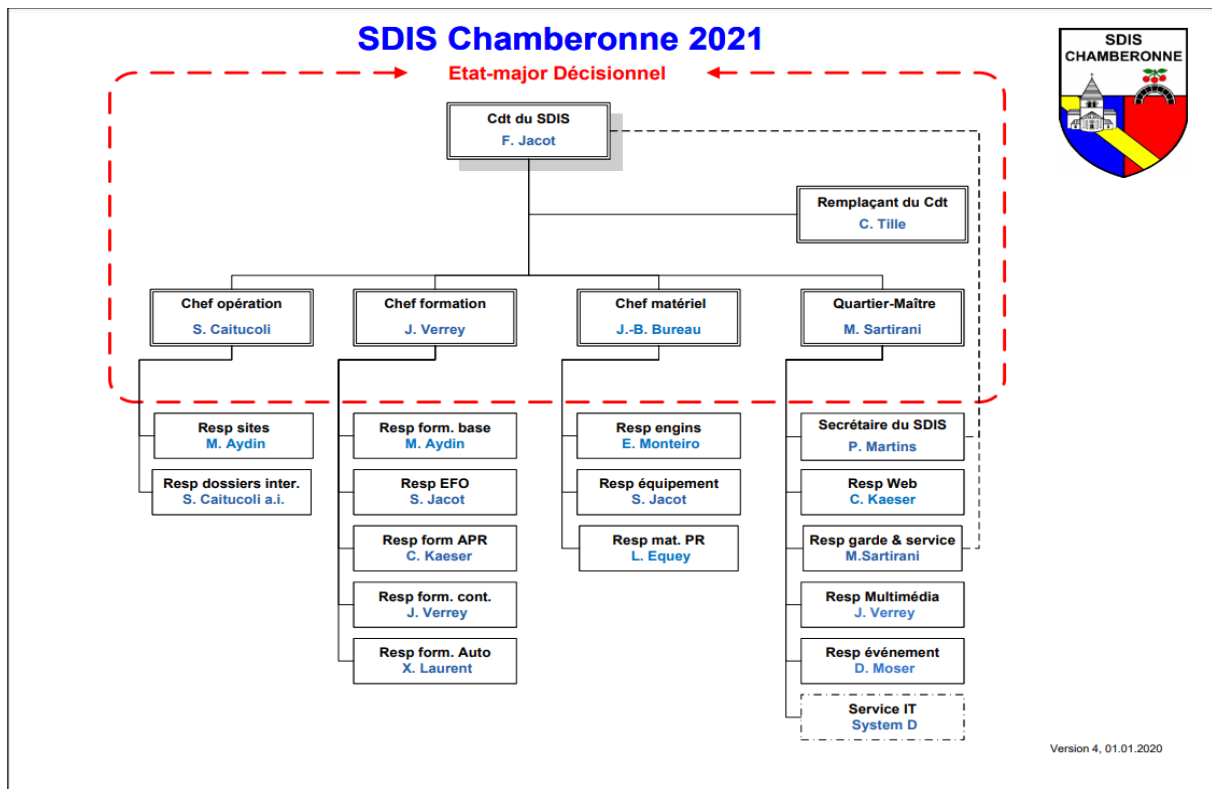 SDIS Chamberonne 2021
Etat-major Décisionnel
SDIS
CHAMBERONNE
Cdt du SDIS
F. Jacot
Remplaçant du Cdt
C. Tille
Chef opération
S. Caitucoli
Chef formation
J. Verrey
Chef matériel
J.-B. Bureau
Quartier-Maître
M. Sartirani
Resp sites
M. Aydin
Resp dossiers inter.
S. Caitucoli a.i.
Resp form. base
M. Aydin
Resp EFO
S. Jacot
Resp form APR
C. Kaeser
Resp form. cont.
J. Verrey
Resp form. Auto
X. Laurent
Resp engins
E. Monteiro
Resp équipement
S. Jacot
Resp mat. PR
L. Equey
Secrétaire du SDIS
P. Martins
Resp Web
C. Kaeser
Resp garde & service
M.Sartirani
Resp Multimédia
J. Verrey
Resp événement
D. Moser
Service IT
System D
Version 4, 01.01.2020